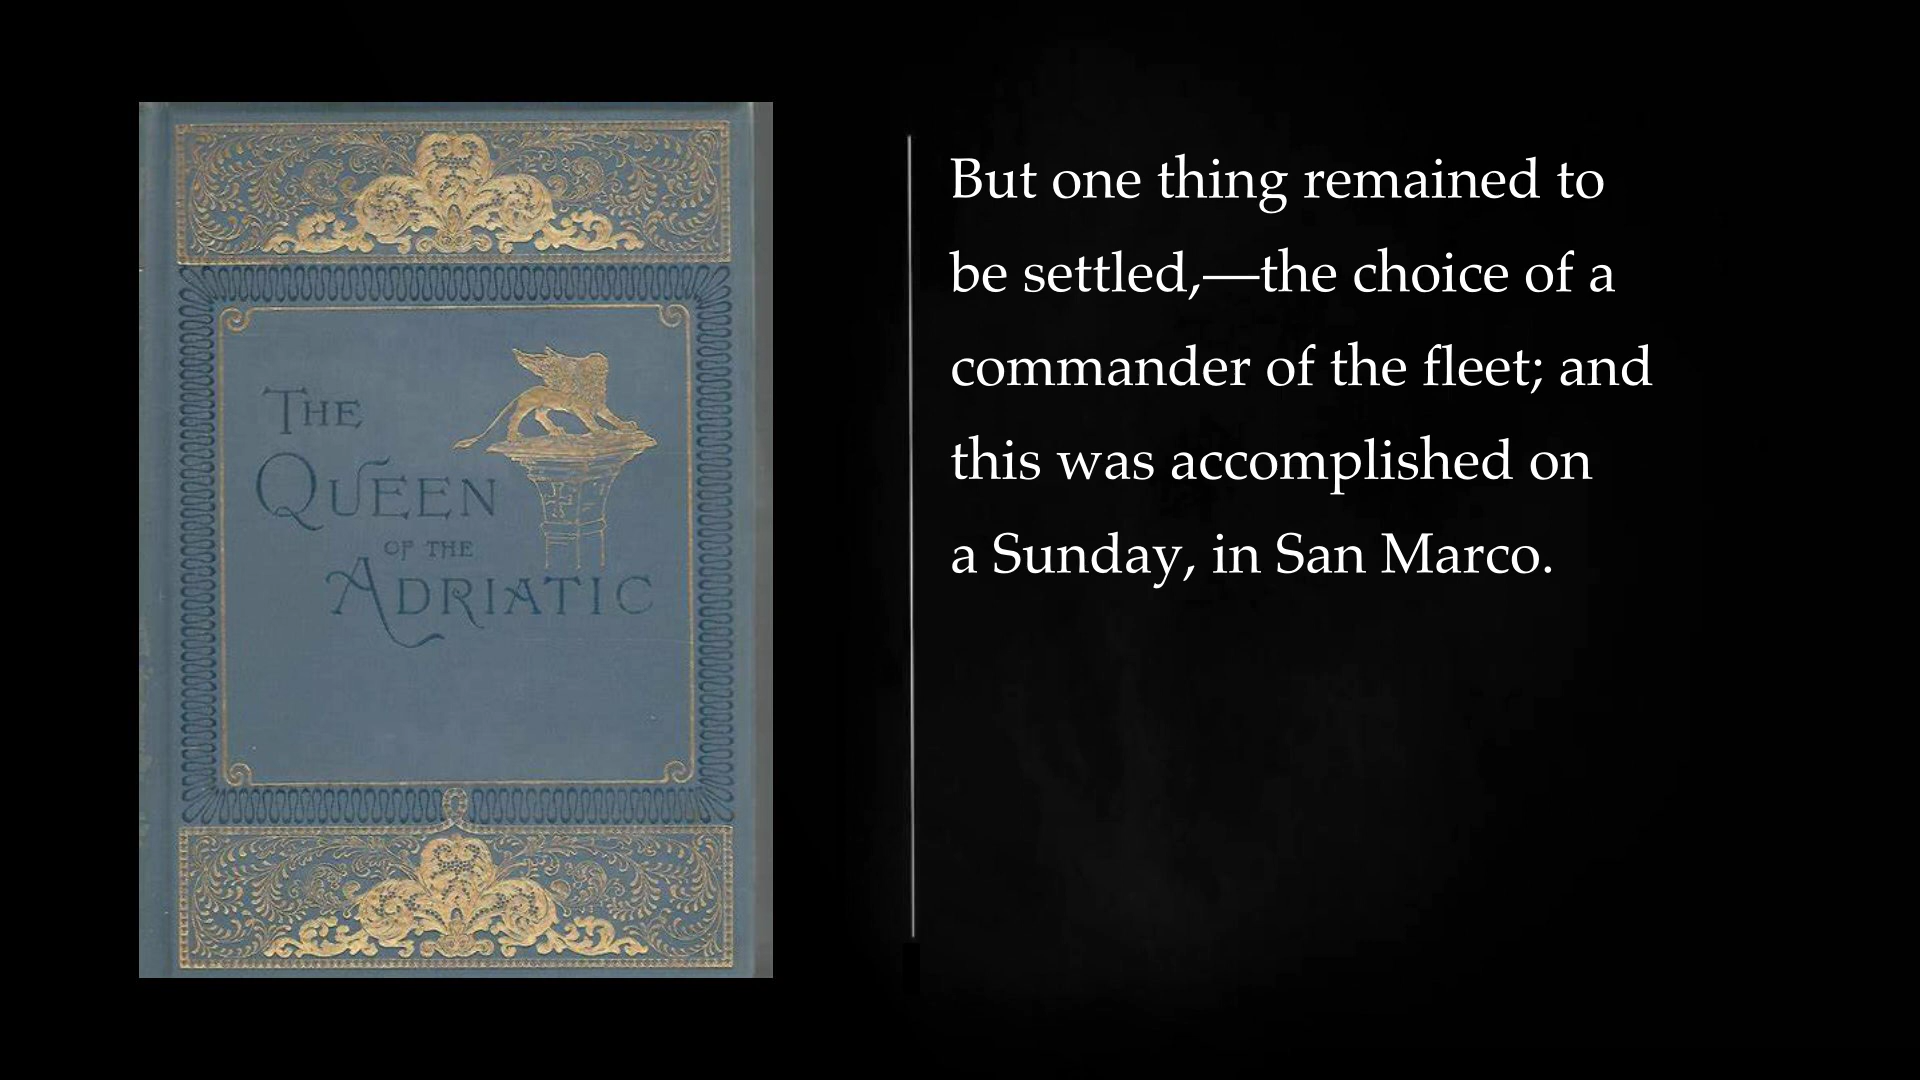 THE
QUEEN
OF THE
ADRIATIC
But one thing remained to
be settled,—the choice of a
commander of the fleet; and
this was accomplished on
a Sunday, in San Marco.